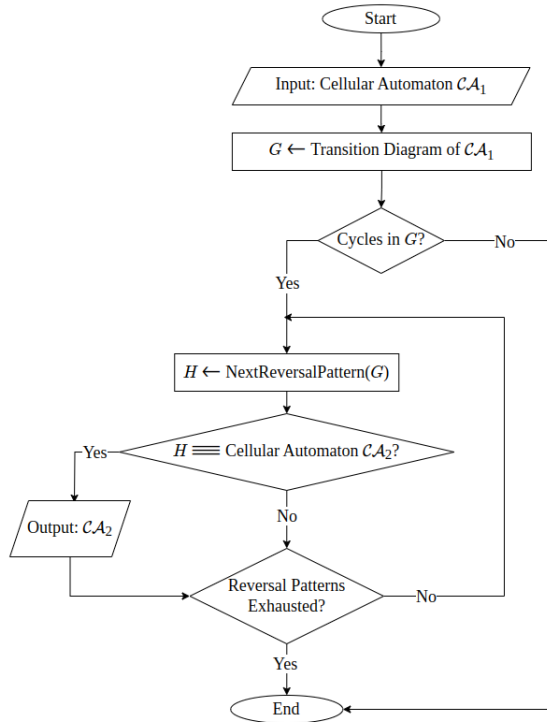 Start
Input: Cellular Automaton 𝒞𝒜₁
G ← Transition Diagram of 𝒞𝒜₁
Cycles in G?
No
Yes
H ← NextReversalPattern(G)
Yes
H ≡ Cellular Automaton 𝒞𝒜₂?
Output: 𝒞𝒜₂
No
Reversal Patterns
Exhausted?
No
Yes
End